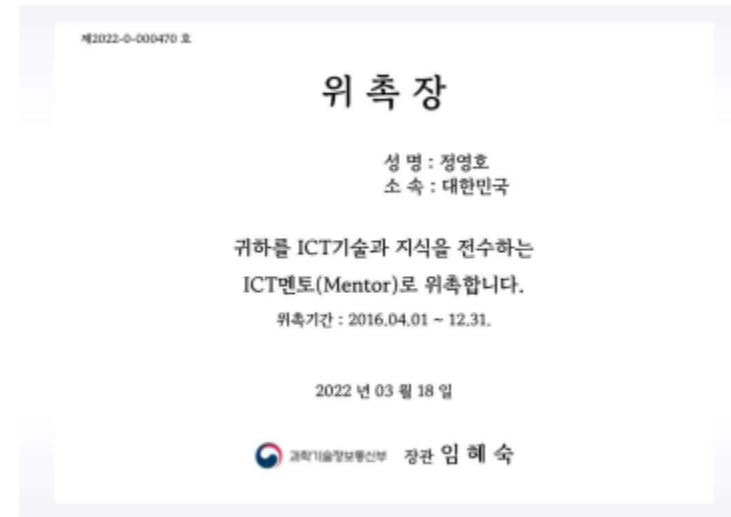 제2022-0-000470 호
위 촉 장
성 명 : 정영호
소 속 : 대한민국
귀하를 ICT기술과 지식을 전수하는
ICT멘토(Mentor)로 위촉합니다.
위촉기간 : 2016.04.01 ~ 12.31.
2022 년 03 월 18 일
과학기술정보통신부 장관 임 혜 숙